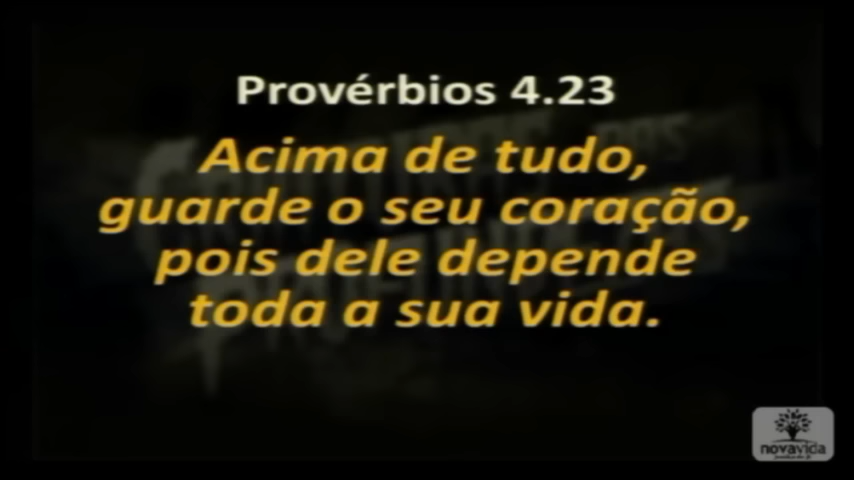 Provérbios 4.23
Acima de tudo,
guarde o seu coração,
pois dele depende
toda a sua vida.
novavida